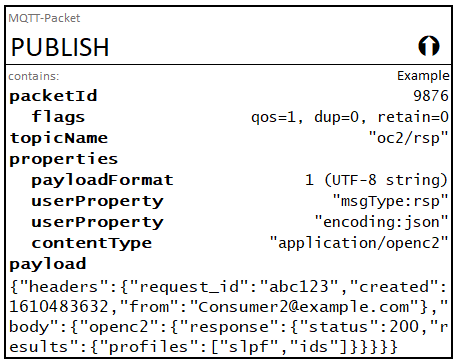 MQTT-Packet
PUBLISH
contains: Example
packetId 9876
flags qos=1, dup=0, retain=0
topicName "oc2/rsp"
properties
payloadFormat 1 (UTF-8 string)
userProperty "msgType:rsp"
userProperty "encoding:json"
contentType "application/openc2"
payload
{"headers":{"request_id":"abc123","created":
1610483632,"from":"Consumer2@example.com"},"
body":{"openc2":{"response":{"status":200,"r
esults":{"profiles":["slpf","ids"]}}}}}